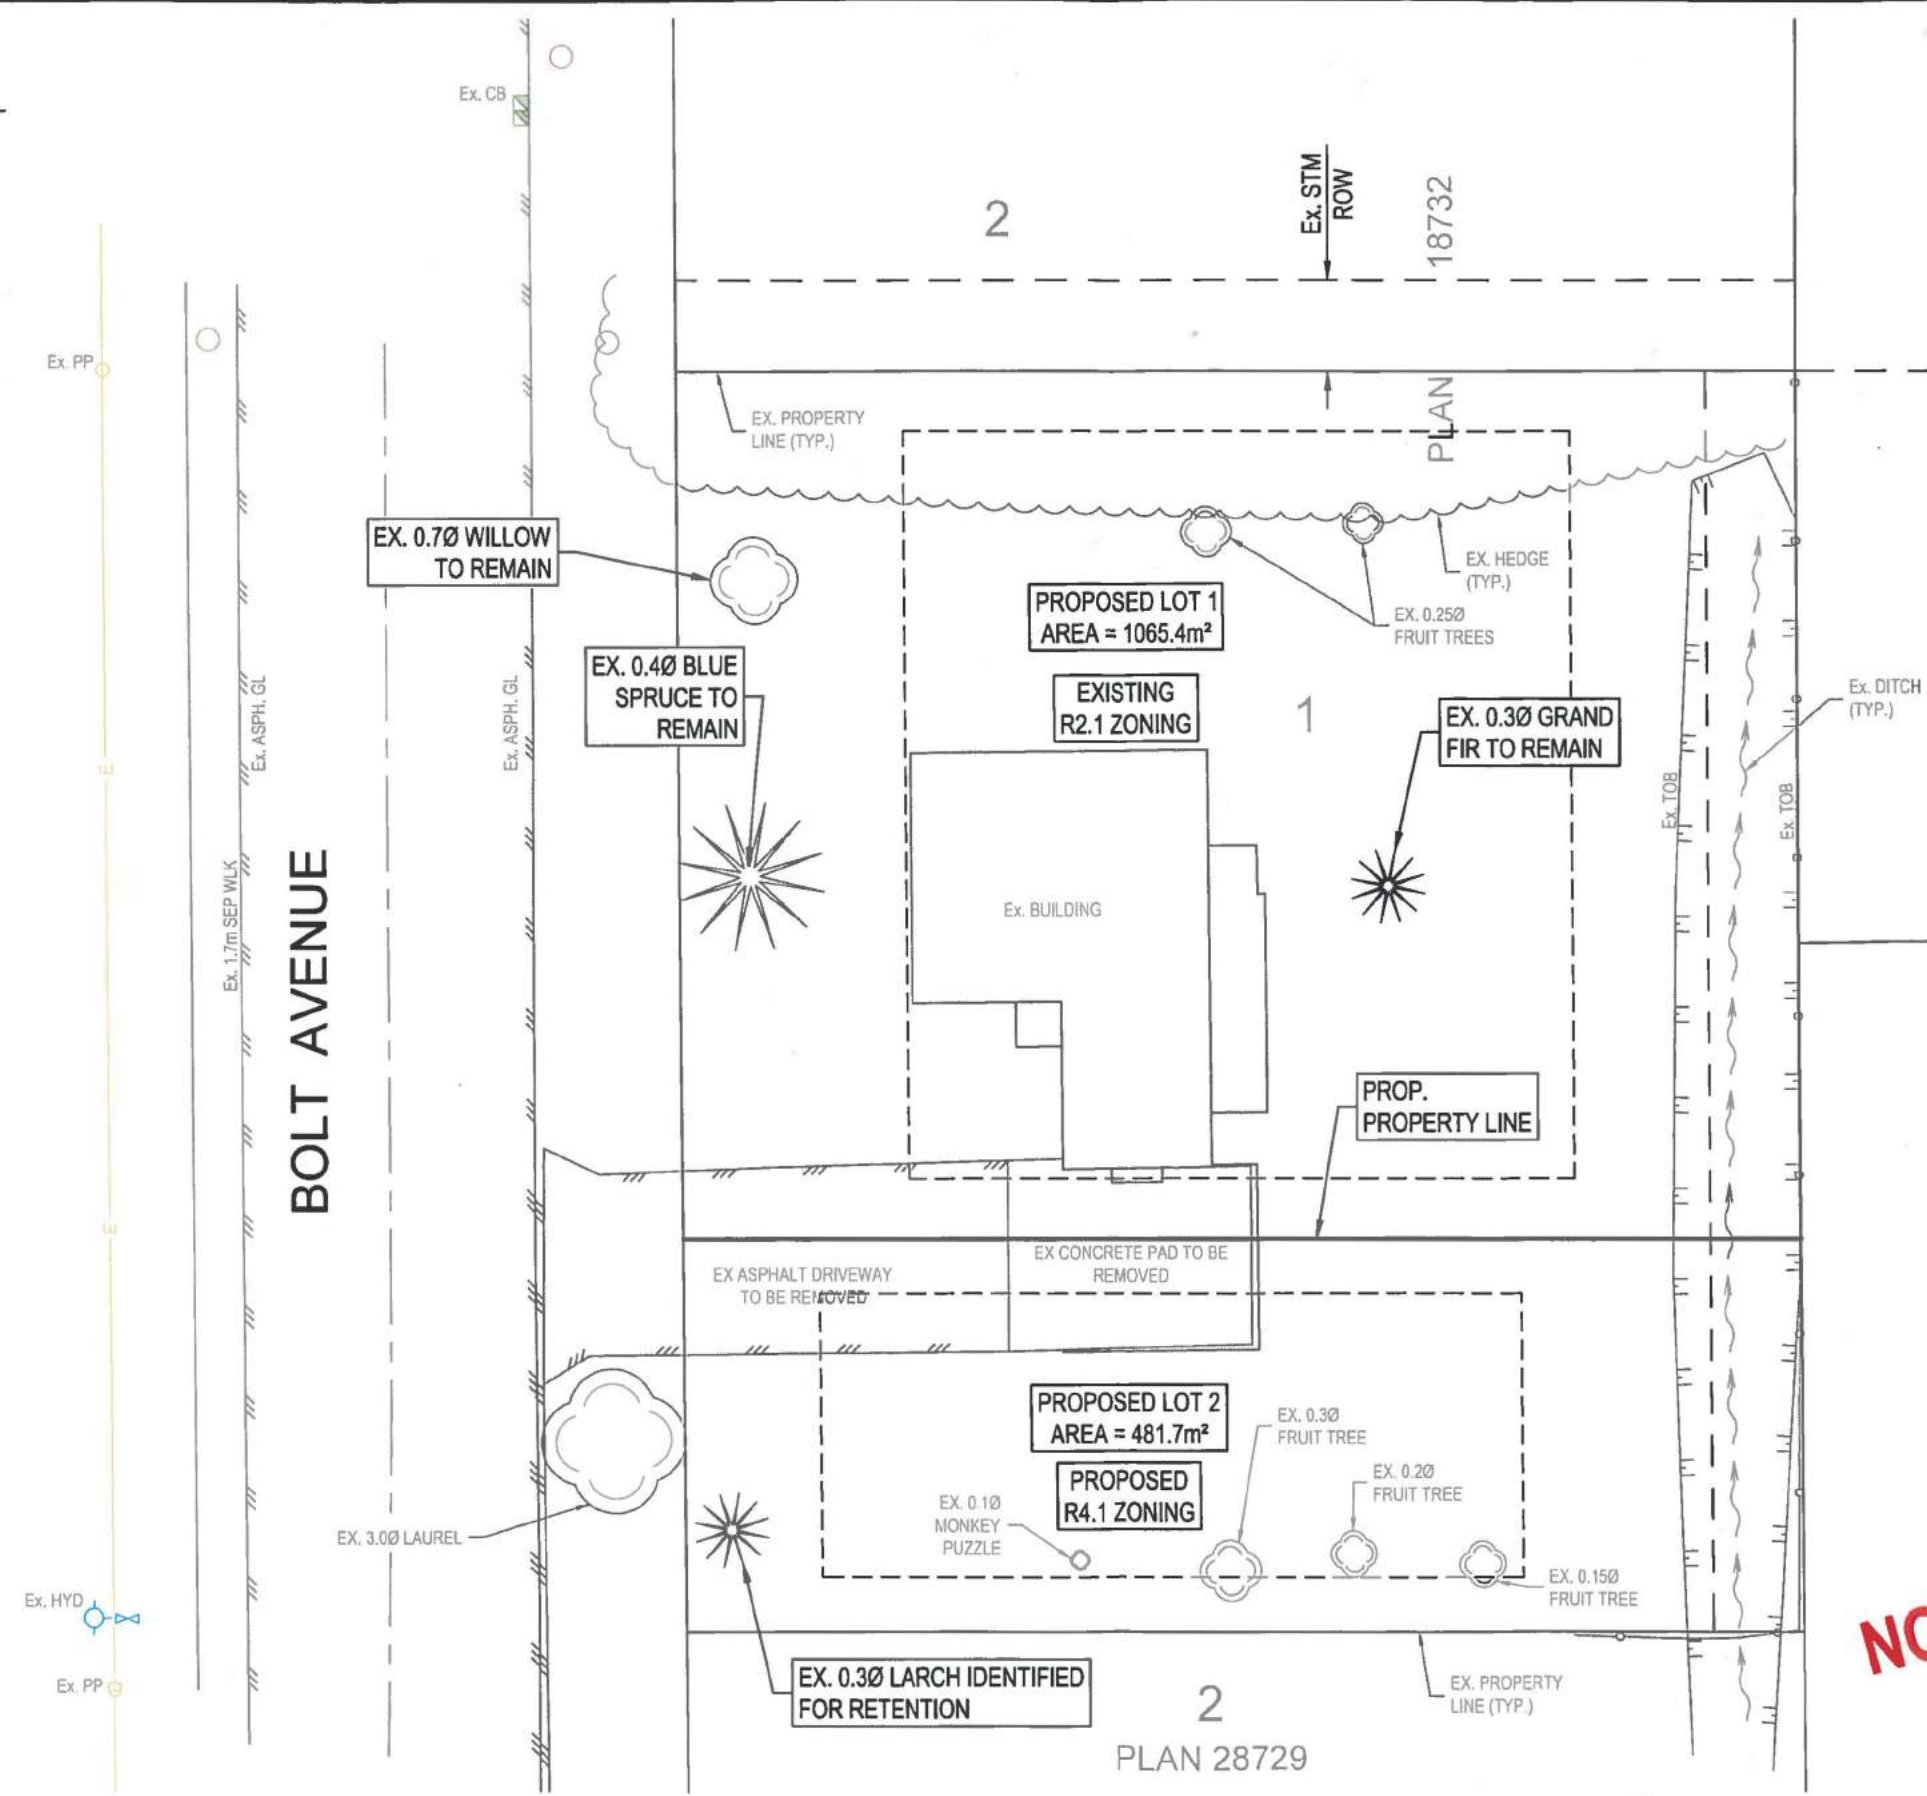 Ex. CB
2
Ex. STM
ROW
PLAN 18732
Ex. PP
EX. PROPERTY
LINE (TYP.)
EX. 0.7Ø WILLOW
TO REMAIN
EX. HEDGE
(TYP.)
PROPOSED LOT 1
AREA = 1065.4m²
EX. 0.25Ø
FRUIT TREES
EX. 0.4Ø BLUE
SPRUCE TO
REMAIN
EXISTING
R2.1 ZONING
1
EX. 0.3Ø GRAND
FIR TO REMAIN
Ex. DITCH
(TYP.)
Ex. ASPH. GL
Ex. ASPH. GL
E
Ex. TOB
Ex. TOB
Ex. 1.7m SEP WLK
BOLT AVENUE
Ex. BUILDING
PROP.
PROPERTY LINE
E
EX CONCRETE PAD TO BE
REMOVED
EX ASPHALT DRIVEWAY
TO BE REMOVED
PROPOSED LOT 2
AREA = 481.7m²
EX. 0.3Ø
FRUIT TREE
PROPOSED
R4.1 ZONING
EX. 0.2Ø
FRUIT TREE
EX. 0.1Ø
MONKEY
PUZZLE
EX. 3.0Ø LAUREL
EX. 0.15Ø
FRUIT TREE
Ex. HYD
Ex. PP
EX. 0.3Ø LARCH IDENTIFIED
FOR RETENTION
EX. PROPERTY
LINE (TYP.)
2
PLAN 28729